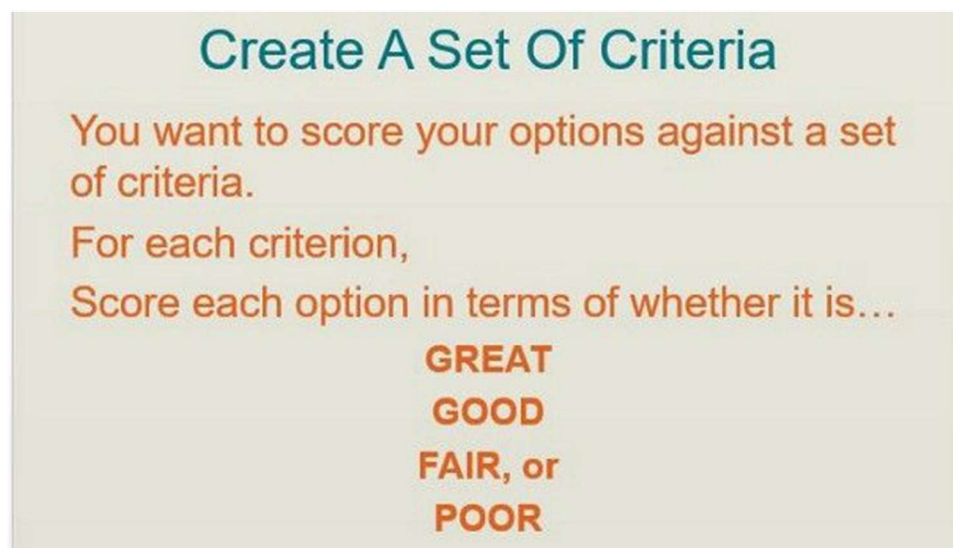 Create A Set Of Criteria
You want to score your options against a set
of criteria.
For each criterion,
Score each option in terms of whether it is...
GREAT
GOOD
FAIR, or
POOR